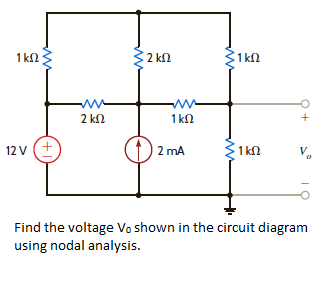 1 kΩ 2 kΩ 1 kΩ
2 kΩ 1 kΩ
+
12 V + − 2 mA 1 kΩ Vo
−
Find the voltage Vo shown in the circuit diagram
using nodal analysis.